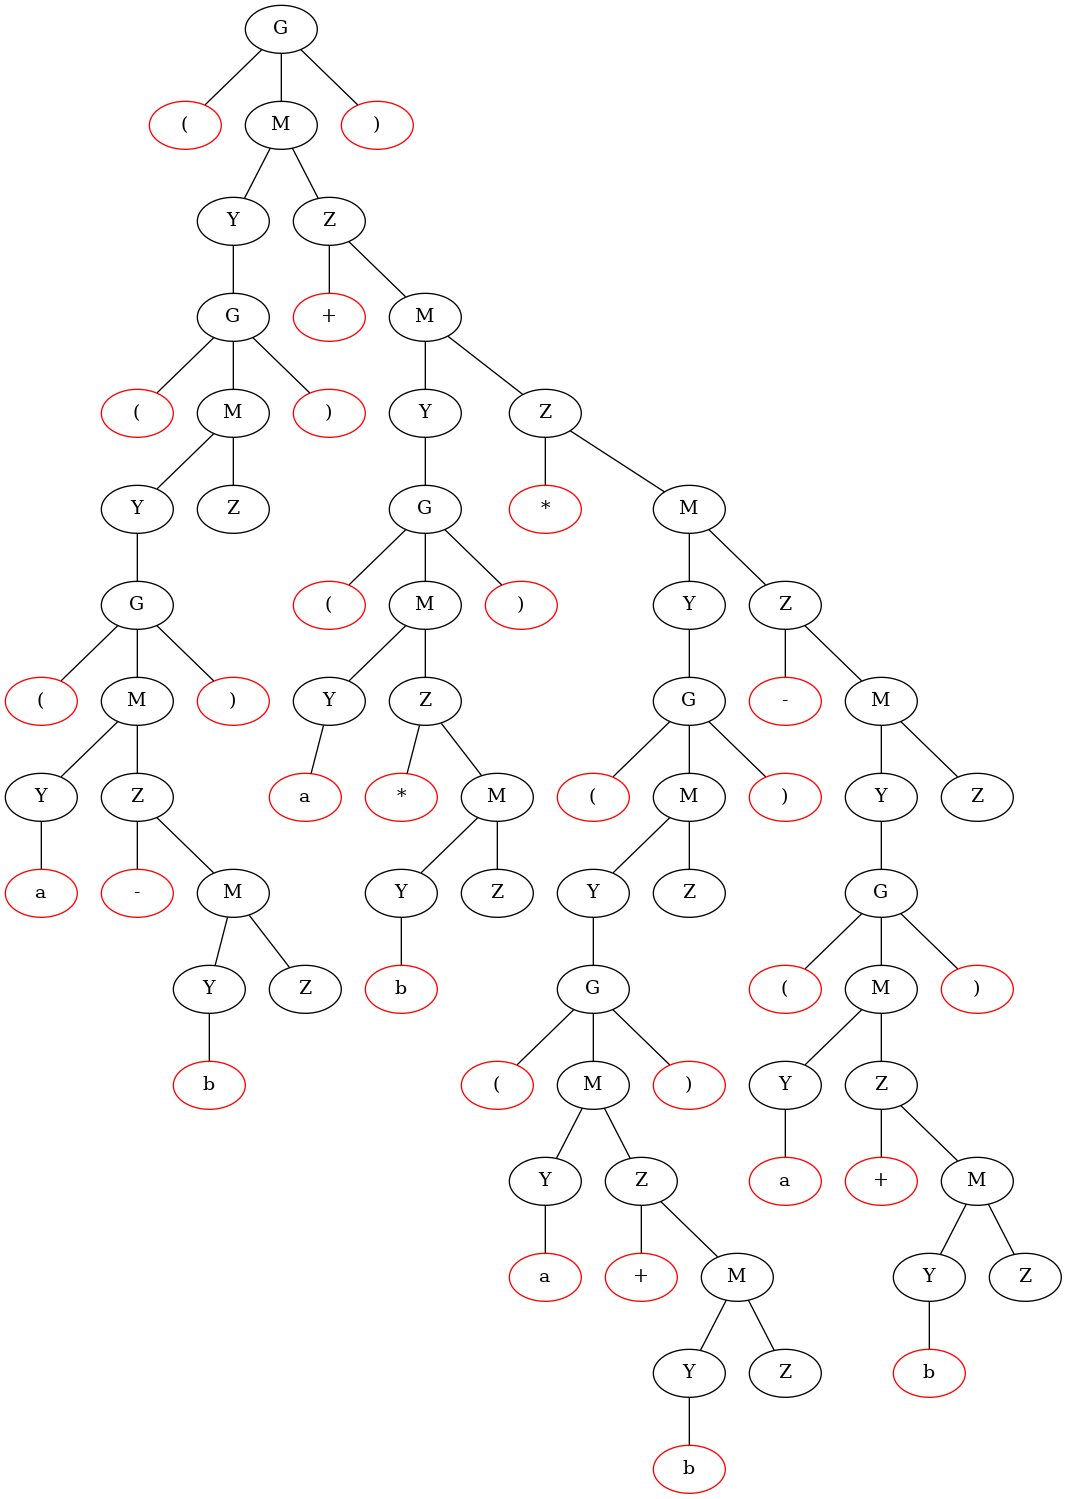 G
( M )
Y Z
G + M
( M ) Y Z
Y Z G * M
G ( M ) Y Z
( M ) Y Z G - M
Y Z a * M ( M ) Y Z
a - M Y Z Y Z G
Y Z b G ( M )
b ( M ) Y Z
Y Z a + M
a + M Y Z
Y Z b
b